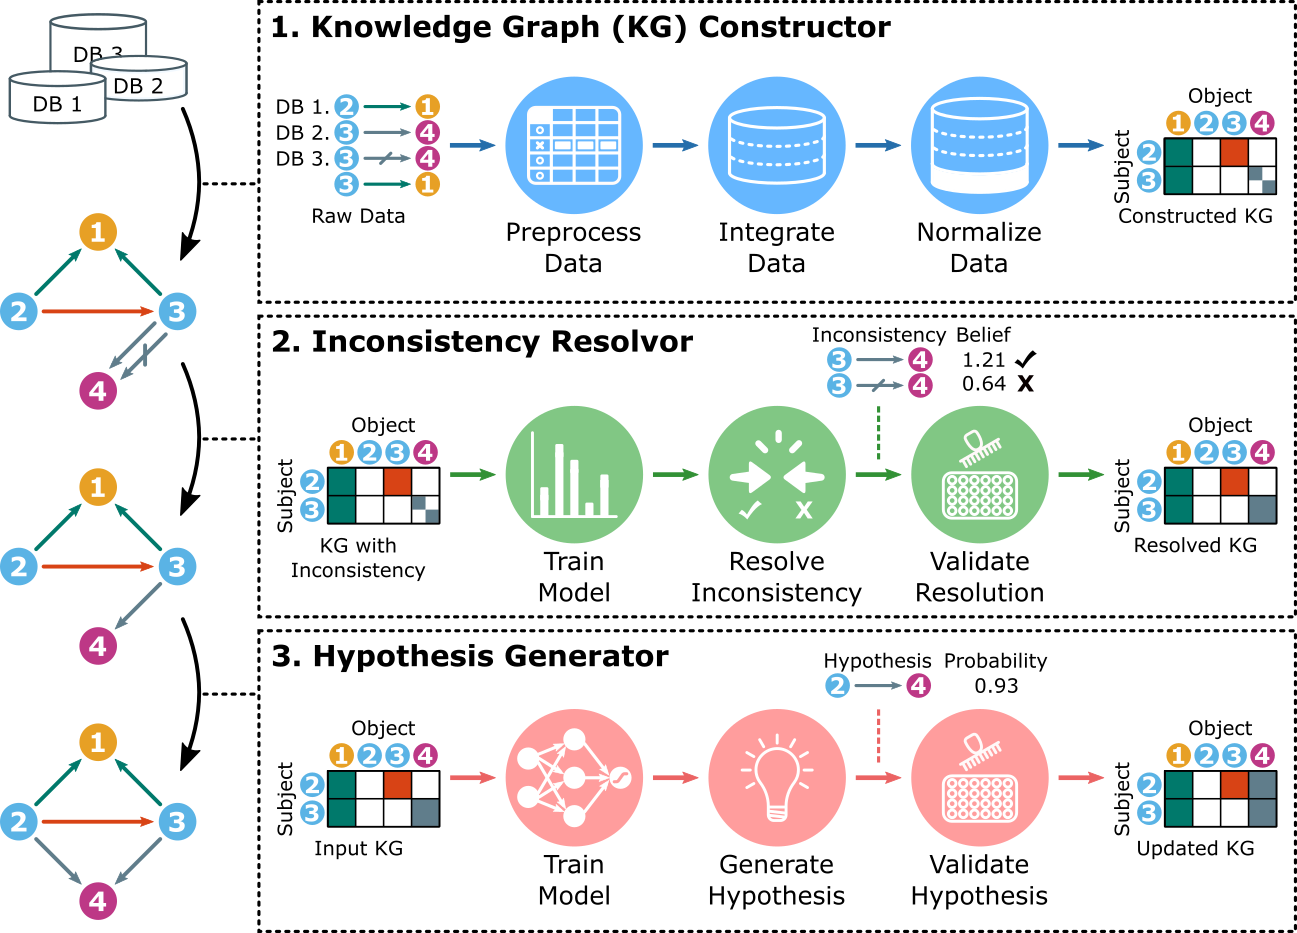 DB 3
DB 2
DB 1
1
2 3
4
1
2 3
4
1
2 3
4
1. Knowledge Graph (KG) Constructor
DB 1. 2 1
DB 2. 3 4
DB 3. 3 4
3 1
Raw Data
Preprocess
Data
Integrate
Data
Normalize
Data
Object
1 2 3 4
Subject
2
3
Constructed KG
2. Inconsistency Resolvor
Inconsistency Belief
3 4 1.21 ✓
3 4 0.64 X
Object
1 2 3 4
Subject
2
3
KG with
Inconsistency
Train
Model
✓ X
Resolve
Inconsistency
Validate
Resolution
Object
1 2 3 4
Subject
2
3
Resolved KG
3. Hypothesis Generator
Hypothesis Probability
2 4 0.93
Object
1 2 3 4
Subject
2
3
Input KG
Train
Model
Generate
Hypothesis
Validate
Hypothesis
Object
1 2 3 4
Subject
2
3
Updated KG